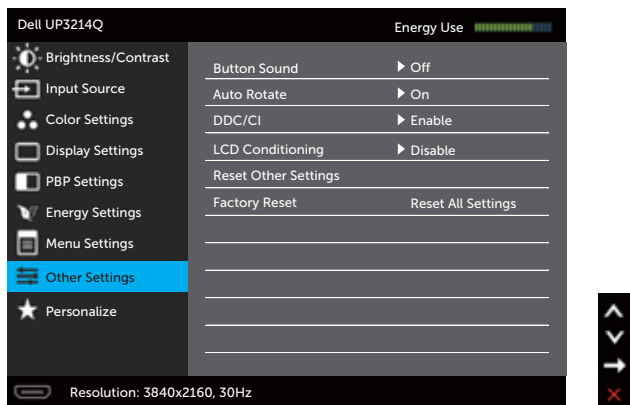 Dell UP3214Q
Energy Use
Brightness/Contrast
Input Source
Color Settings
Display Settings
PBP Settings
Energy Settings
Menu Settings
Other Settings
Personalize
Button Sound Off
Auto Rotate On
DDC/CI Enable
LCD Conditioning Disable
Reset Other Settings
Factory Reset Reset All Settings
Resolution: 3840x2160, 30Hz